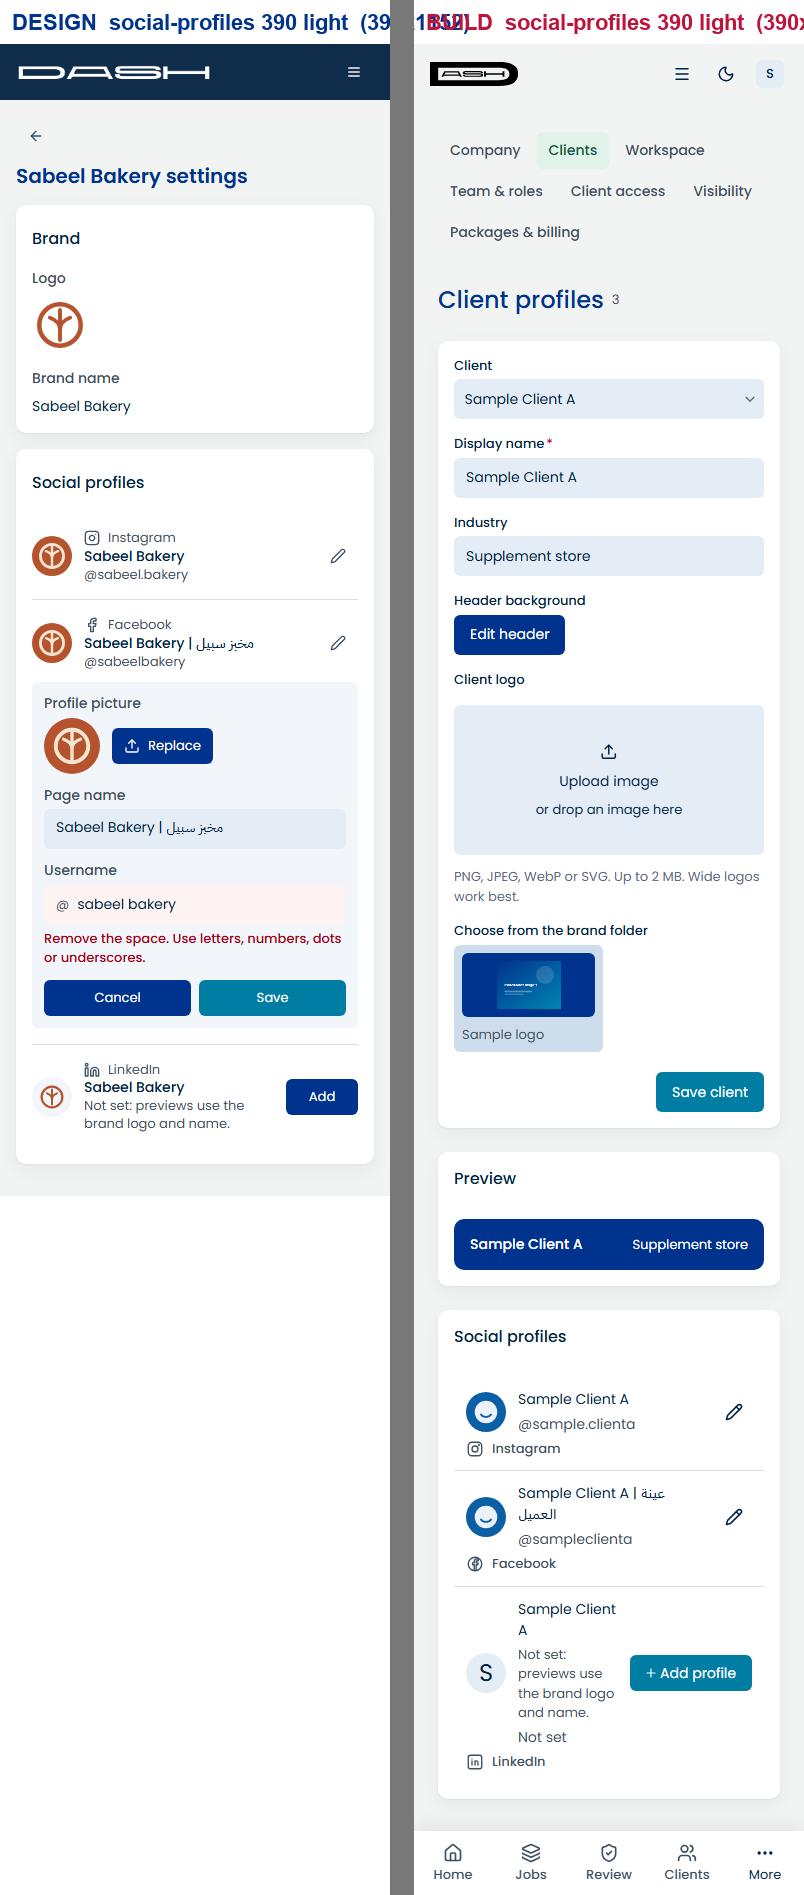 DESIGN social-profiles 390 light
BUILD social-profiles 390 light (390x
DASH
Sabeel Bakery settings
Brand
Logo
Brand name
Sabeel Bakery
Social profiles
Instagram
Sabeel Bakery
@sabeel.bakery
Facebook
Sabeel Bakery | مخبز سبيل
@sabeelbakery
Profile picture
Replace
Page name
Sabeel Bakery | مخبز سبيل
Username
@ sabeel bakery
Remove the space. Use letters, numbers, dots
or underscores.
Cancel Save
LinkedIn
Sabeel Bakery
Not set: previews use the
brand logo and name.
Add
DASH
S
Company Clients Workspace
Team & roles Client access Visibility
Packages & billing
Client profiles 3
Client
Sample Client A
Display name*
Sample Client A
Industry
Supplement store
Header background
Edit header
Client logo
Upload image
or drop an image here
PNG, JPEG, WebP or SVG. Up to 2 MB. Wide logos
work best.
Choose from the brand folder
Sample logo
Save client
Preview
Sample Client A Supplement store
Social profiles
Sample Client A
@sample.clienta
Instagram
Sample Client A | عينة
العميل
@sampleclienta
Facebook
Sample Client
A
S
Not set:
previews use
the brand logo
and name.
+ Add profile
Not set
LinkedIn
Home Jobs Review Clients More